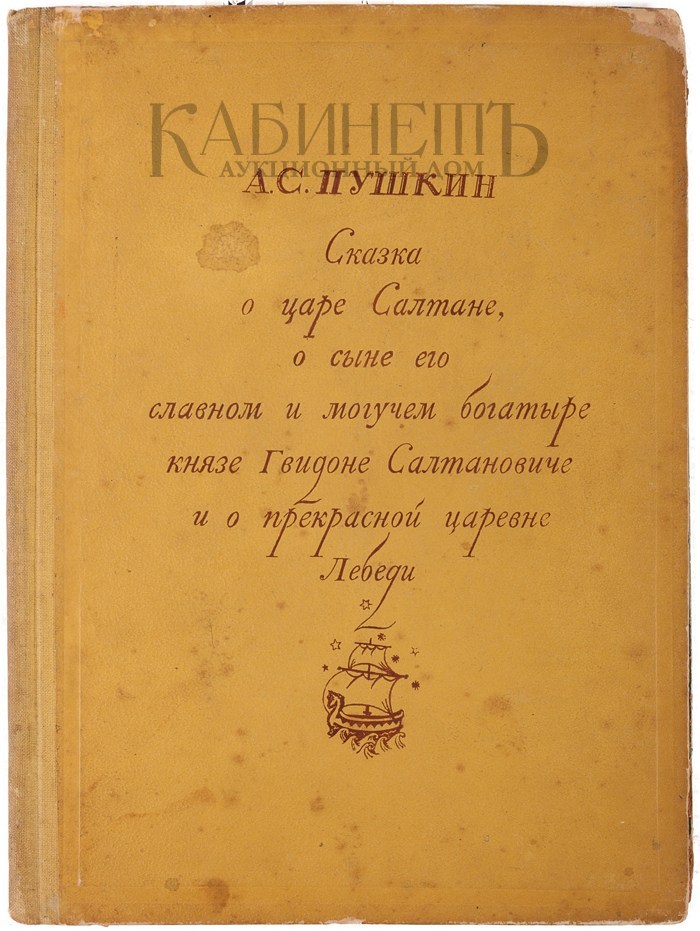 КАБИНЕТЪ
АУКЦИОННЫЙ ДОМ
А.С. ПУШКИН
Сказка
о царе Салтане,
о сыне его
славном и могучем богатыре
князе Гвидоне Салтановиче
и о прекрасной царевне
Лебеди